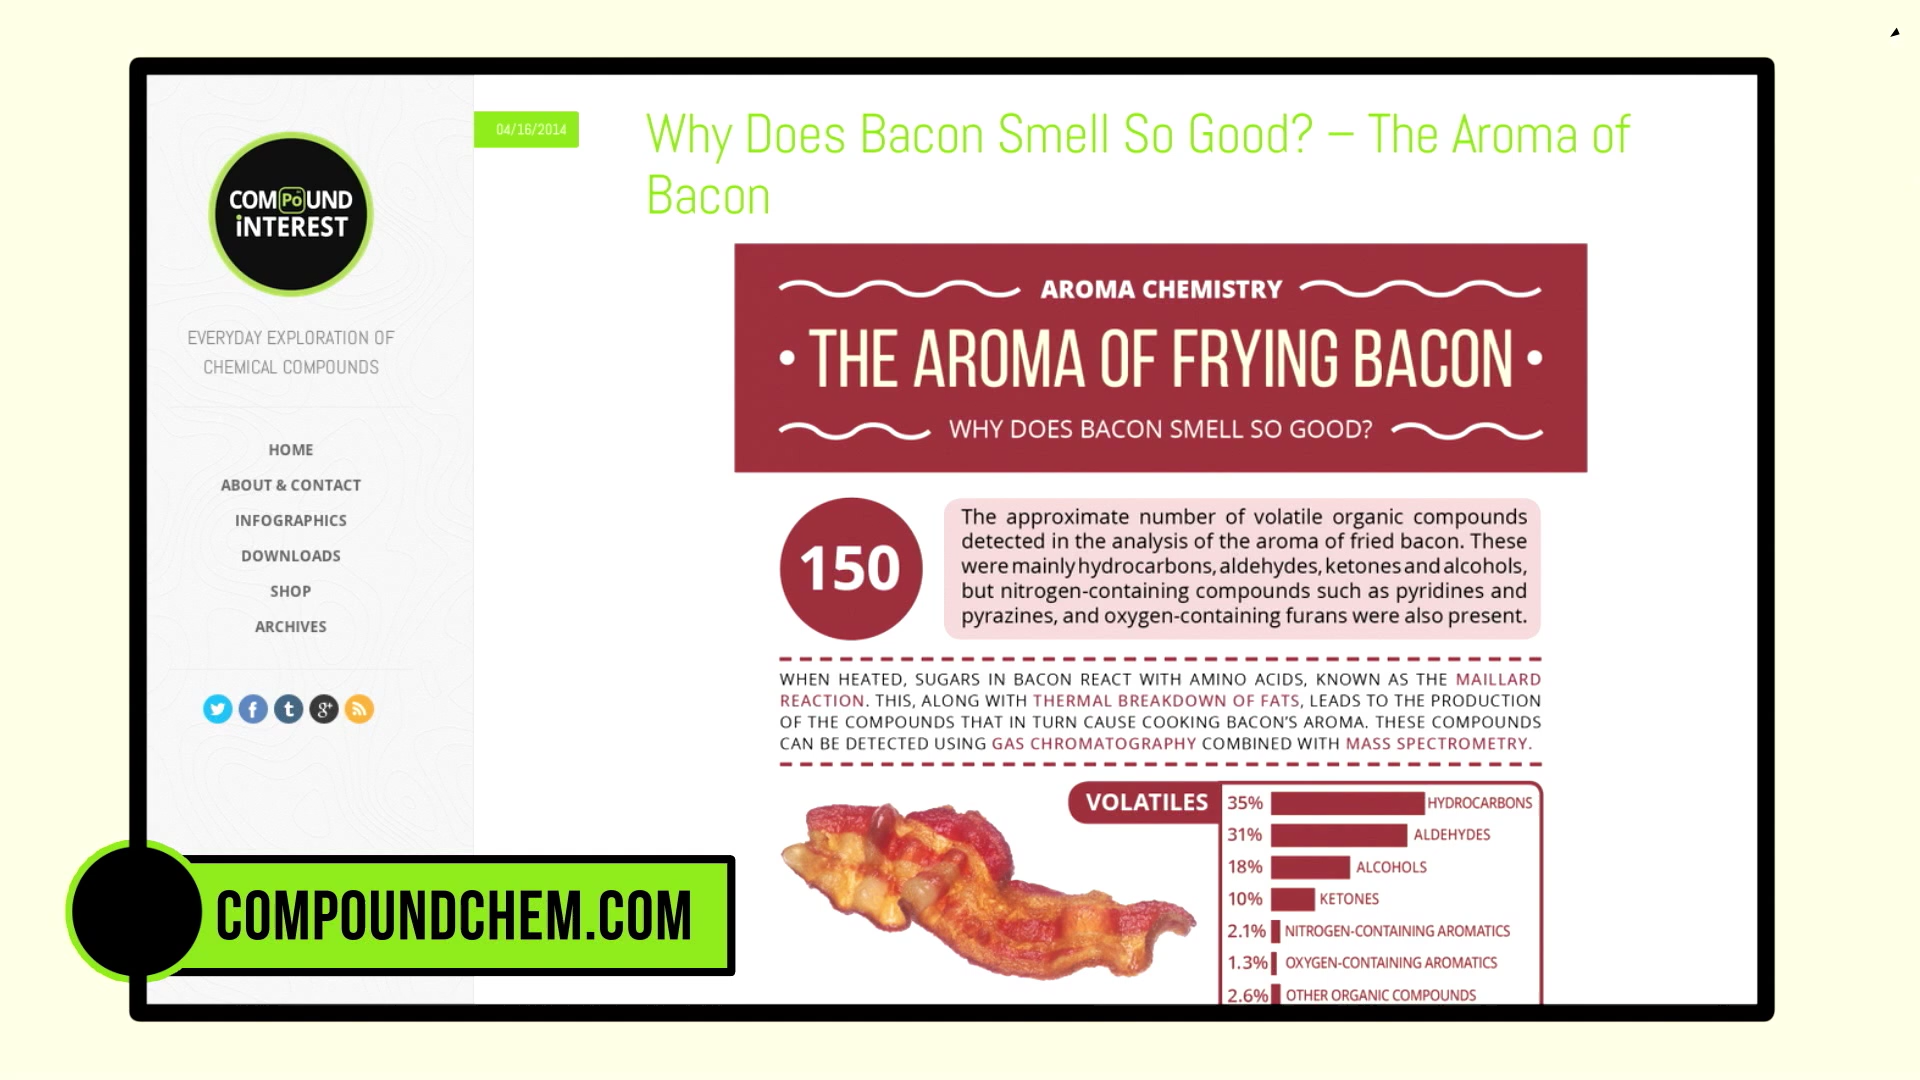 COMPoUND
iNTEREST
EVERYDAY EXPLORATION OF
CHEMICAL COMPOUNDS
HOME
ABOUT & CONTACT
INFOGRAPHICS
DOWNLOADS
SHOP
ARCHIVES
04/16/2014
Why Does Bacon Smell So Good? – The Aroma of
Bacon
AROMA CHEMISTRY
• THE AROMA OF FRYING BACON •
WHY DOES BACON SMELL SO GOOD?
150
The approximate number of volatile organic compounds
detected in the analysis of the aroma of fried bacon. These
were mainly hydrocarbons, aldehydes, ketones and alcohols,
but nitrogen-containing compounds such as pyridines and
pyrazines, and oxygen-containing furans were also present.
WHEN HEATED, SUGARS IN BACON REACT WITH AMINO ACIDS, KNOWN AS THE MAILLARD
REACTION. THIS, ALONG WITH THERMAL BREAKDOWN OF FATS, LEADS TO THE PRODUCTION
OF THE COMPOUNDS THAT IN TURN CAUSE COOKING BACON'S AROMA. THESE COMPOUNDS
CAN BE DETECTED USING GAS CHROMATOGRAPHY COMBINED WITH MASS SPECTROMETRY.
VOLATILES
35% HYDROCARBONS
31% ALDEHYDES
18% ALCOHOLS
10% KETONES
2.1% NITROGEN-CONTAINING AROMATICS
1.3% OXYGEN-CONTAINING AROMATICS
2.6% OTHER ORGANIC COMPOUNDS
COMPOUNDCHEM.COM